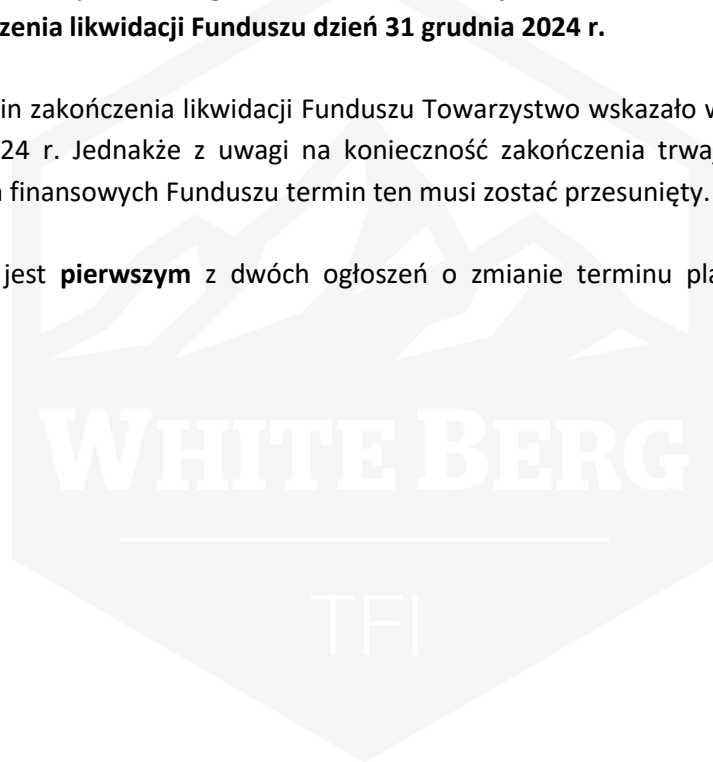 zenia likwidacji Funduszu dzień 31 grudnia 2024 r.
in zakończenia likwidacji Funduszu Towarzystwo wskazało w
24 r. Jednakże z uwagi na konieczność zakończenia trwa
finansowych Funduszu termin ten musi zostać przesunięty.
jest pierwszym z dwóch ogłoszeń o zmianie terminu pla
WHITE BERG
TFI